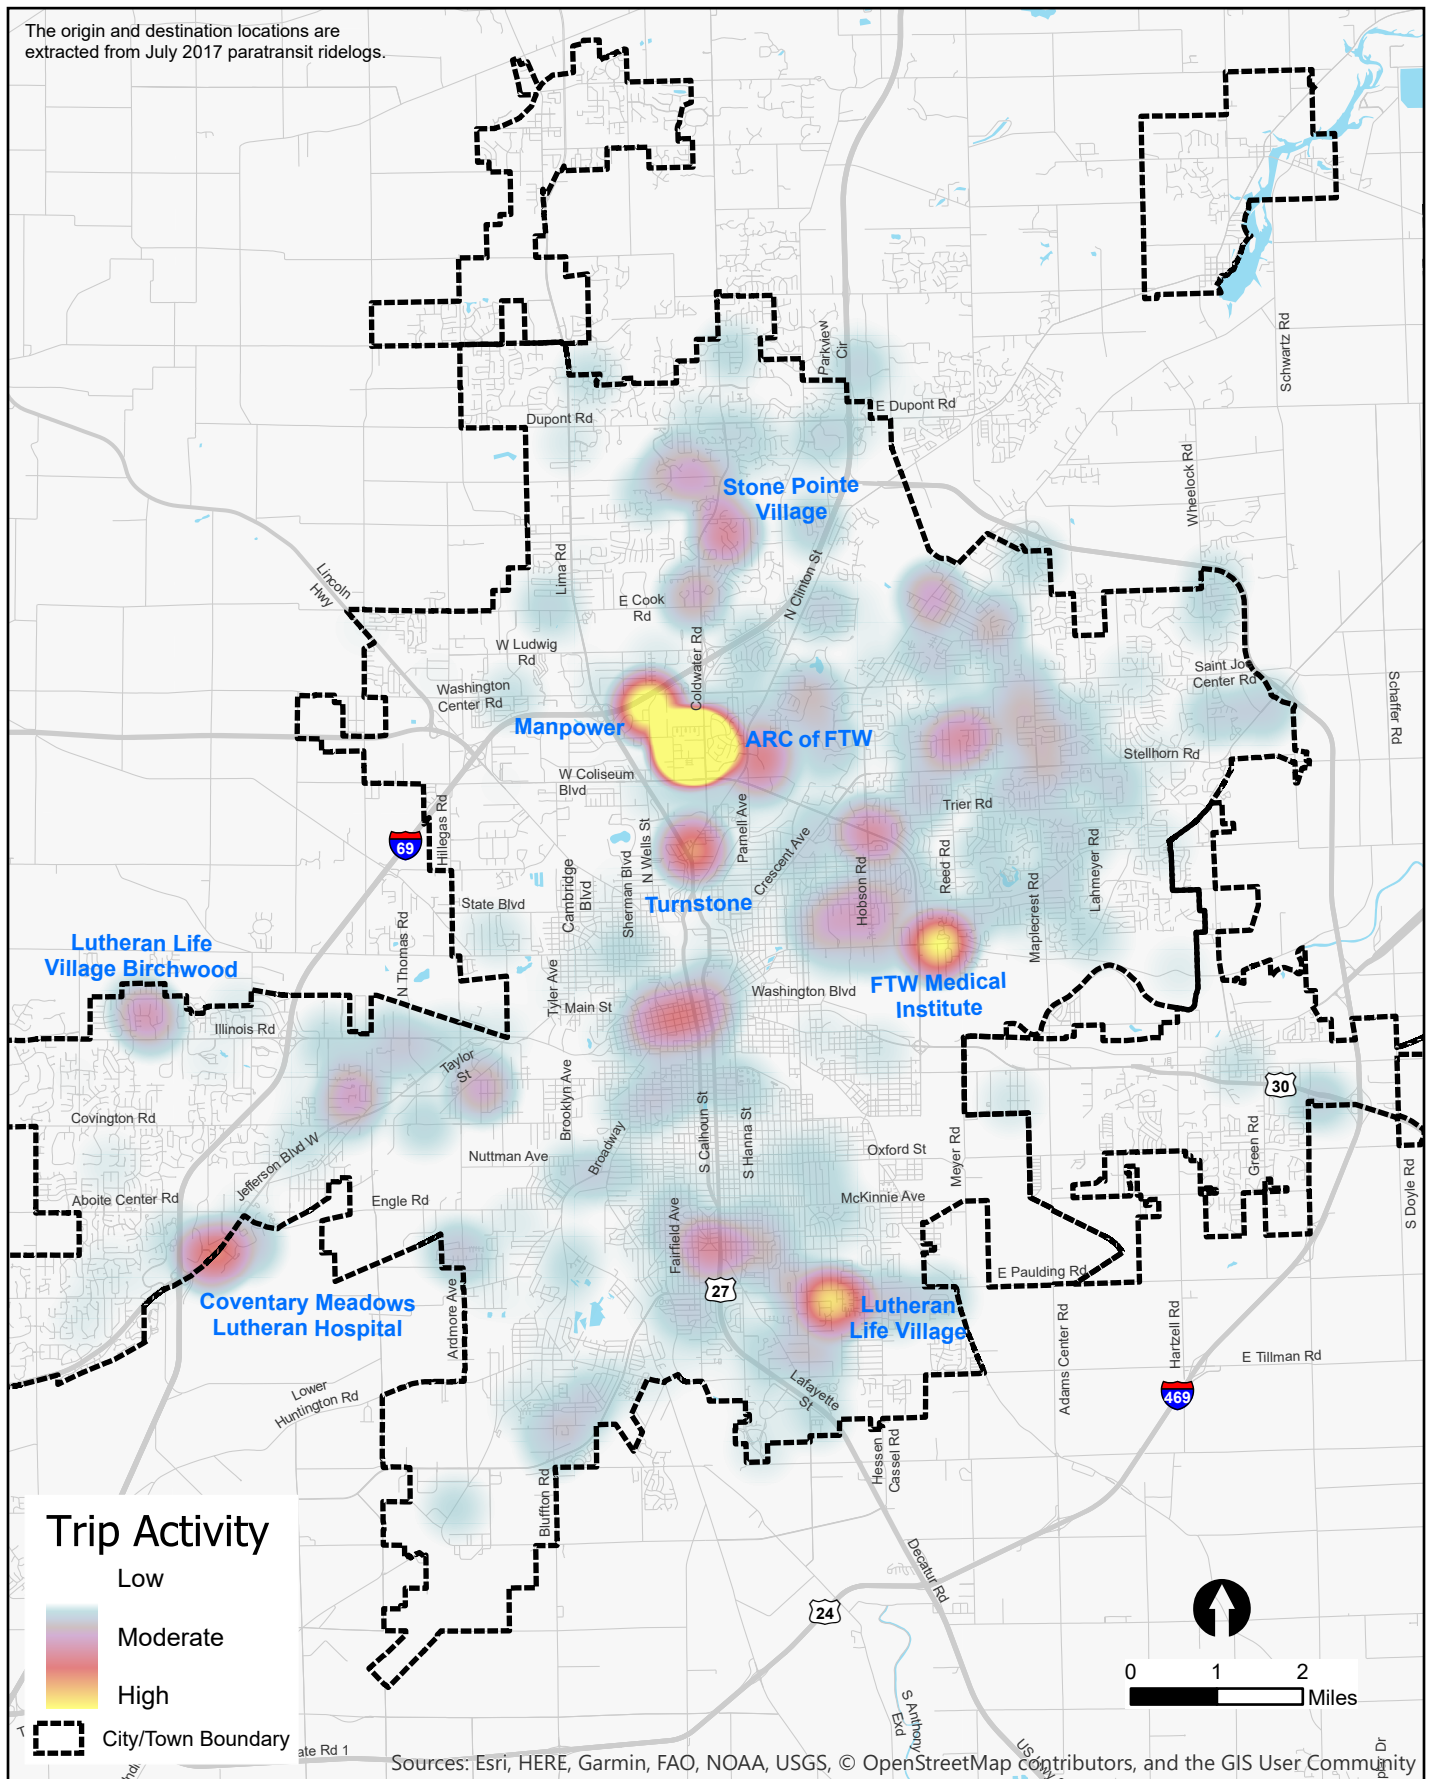 The origin and destination locations are
extracted from July 2017 paratransit ridelogs.
Parkview
Cir
Schwartz Rd
E Dupont Rd
Dupont Rd
Wheelock Rd
Stone Pointe
Village
Lima Rd
N Clinton St
Lincoln
Hwy
E Cook
Rd
W Ludwig
Rd
Coldwater Rd
Saint Joe
Center Rd
Schaffer Rd
Washington
Center Rd
Manpower
ARC of FTW
Stellhorn Rd
W Coliseum
Blvd
Trier Rd
Hillegas Rd
69
N Wells St
Parnell Ave
Crescent Ave
Reed Rd
Lahmeyer Rd
Cambridge
Blvd
Sherman Blvd
Hobson Rd
Maplecrest Rd
State Blvd
Turnstone
N Thomas Rd
Lutheran Life
Village Birchwood
Tyler Ave
Main St
Washington Blvd
FTW Medical
Institute
Illinois Rd
Taylor
St
30
Covington Rd
Brooklyn Ave
Broadway
S Calhoun St
S Hanna St
Oxford St
Meyer Rd
Green Rd
S Doyle Rd
Nuttman Ave
Jefferson Blvd W
Aboite Center Rd
Engle Rd
McKinnie Ave
Fairfield Ave
E Paulding Rd
27
Coventary Meadows
Lutheran Hospital
Lutheran
Life Village
Ardmore Ave
Adams Center Rd
Hartzell Rd
E Tillman Rd
469
Lower
Huntington Rd
Lafayette
St
Hessen
Cassel Rd
Bluffton Rd
Decatur Rd
24
Trip Activity
Low
Moderate
High
City/Town Boundary
0 1 2
Miles
S Anthony
Exd
US Hwy
ate Rd 1
pler Dr
Sources: Esri, HERE, Garmin, FAO, NOAA, USGS, © OpenStreetMap contributors, and the GIS User Community